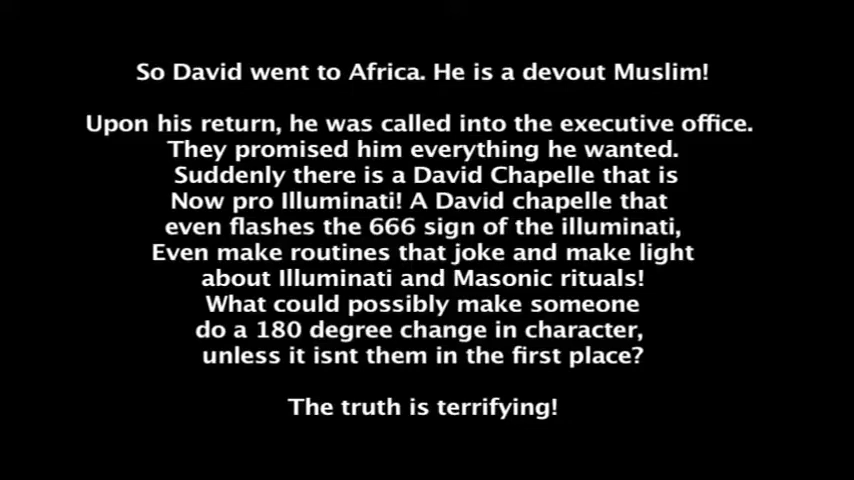 So David went to Africa. He is a devout Muslim!
Upon his return, he was called into the executive office.
They promised him everything he wanted.
Suddenly there is a David Chapelle that is
Now pro Illuminati! A David chapelle that
even flashes the 666 sign of the illuminati,
Even make routines that joke and make light
about Illuminati and Masonic rituals!
What could possibly make someone
do a 180 degree change in character,
unless it isnt them in the first place?
The truth is terrifying!